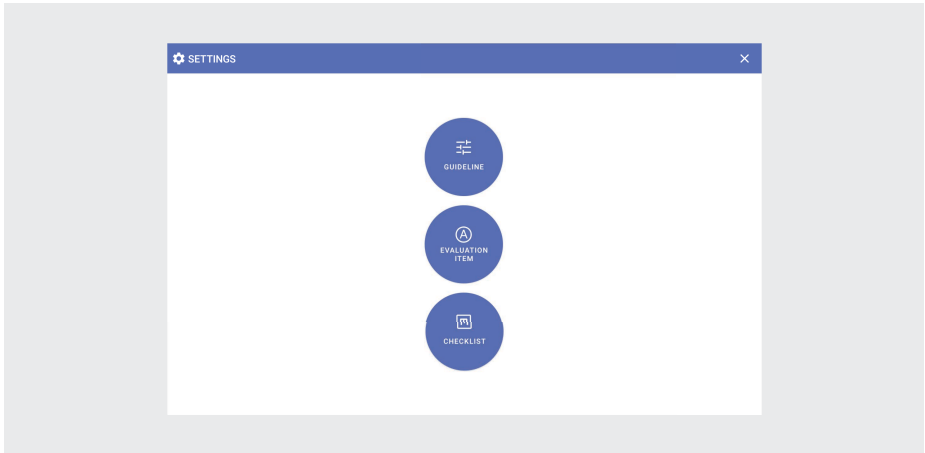 SETTINGS
GUIDELINE
A
EVALUATION
ITEM
CHECKLIST